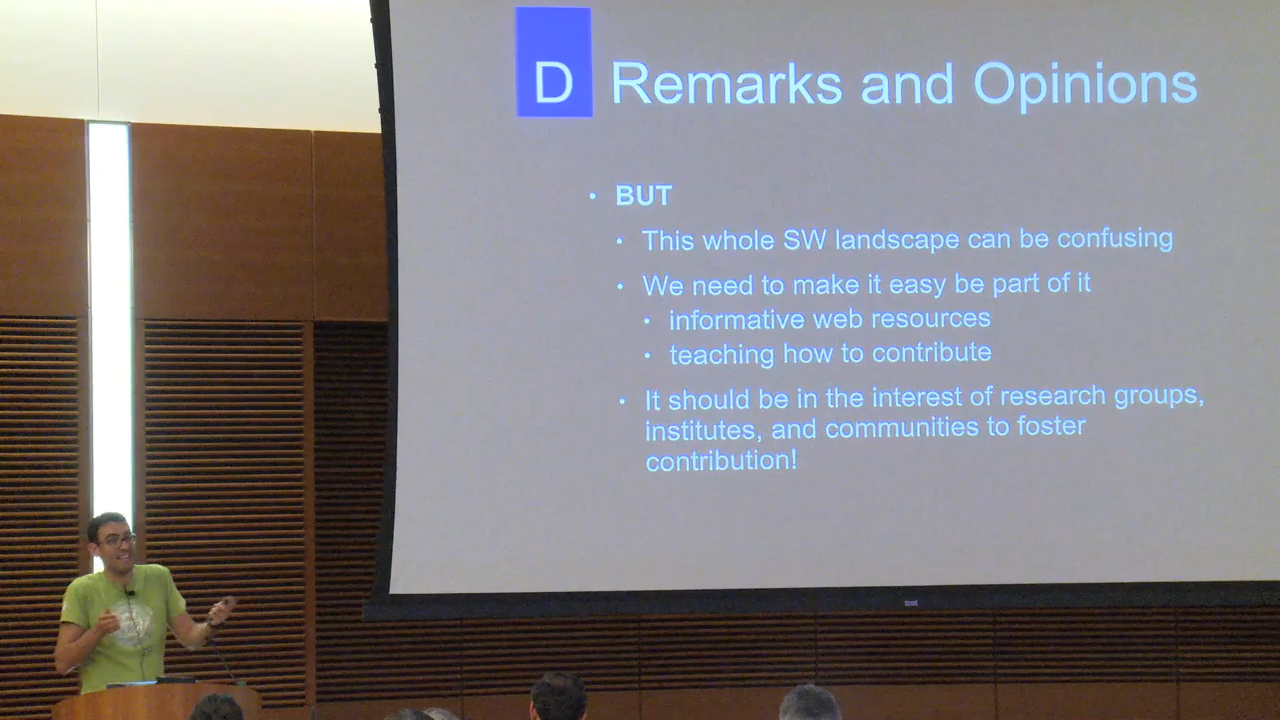 D Remarks and Opinions
• BUT
• This whole SW landscape can be confusing
• We need to make it easy be part of it
• informative web resources
• teaching how to contribute
• It should be in the interest of research groups,
institutes, and communities to foster
contribution!